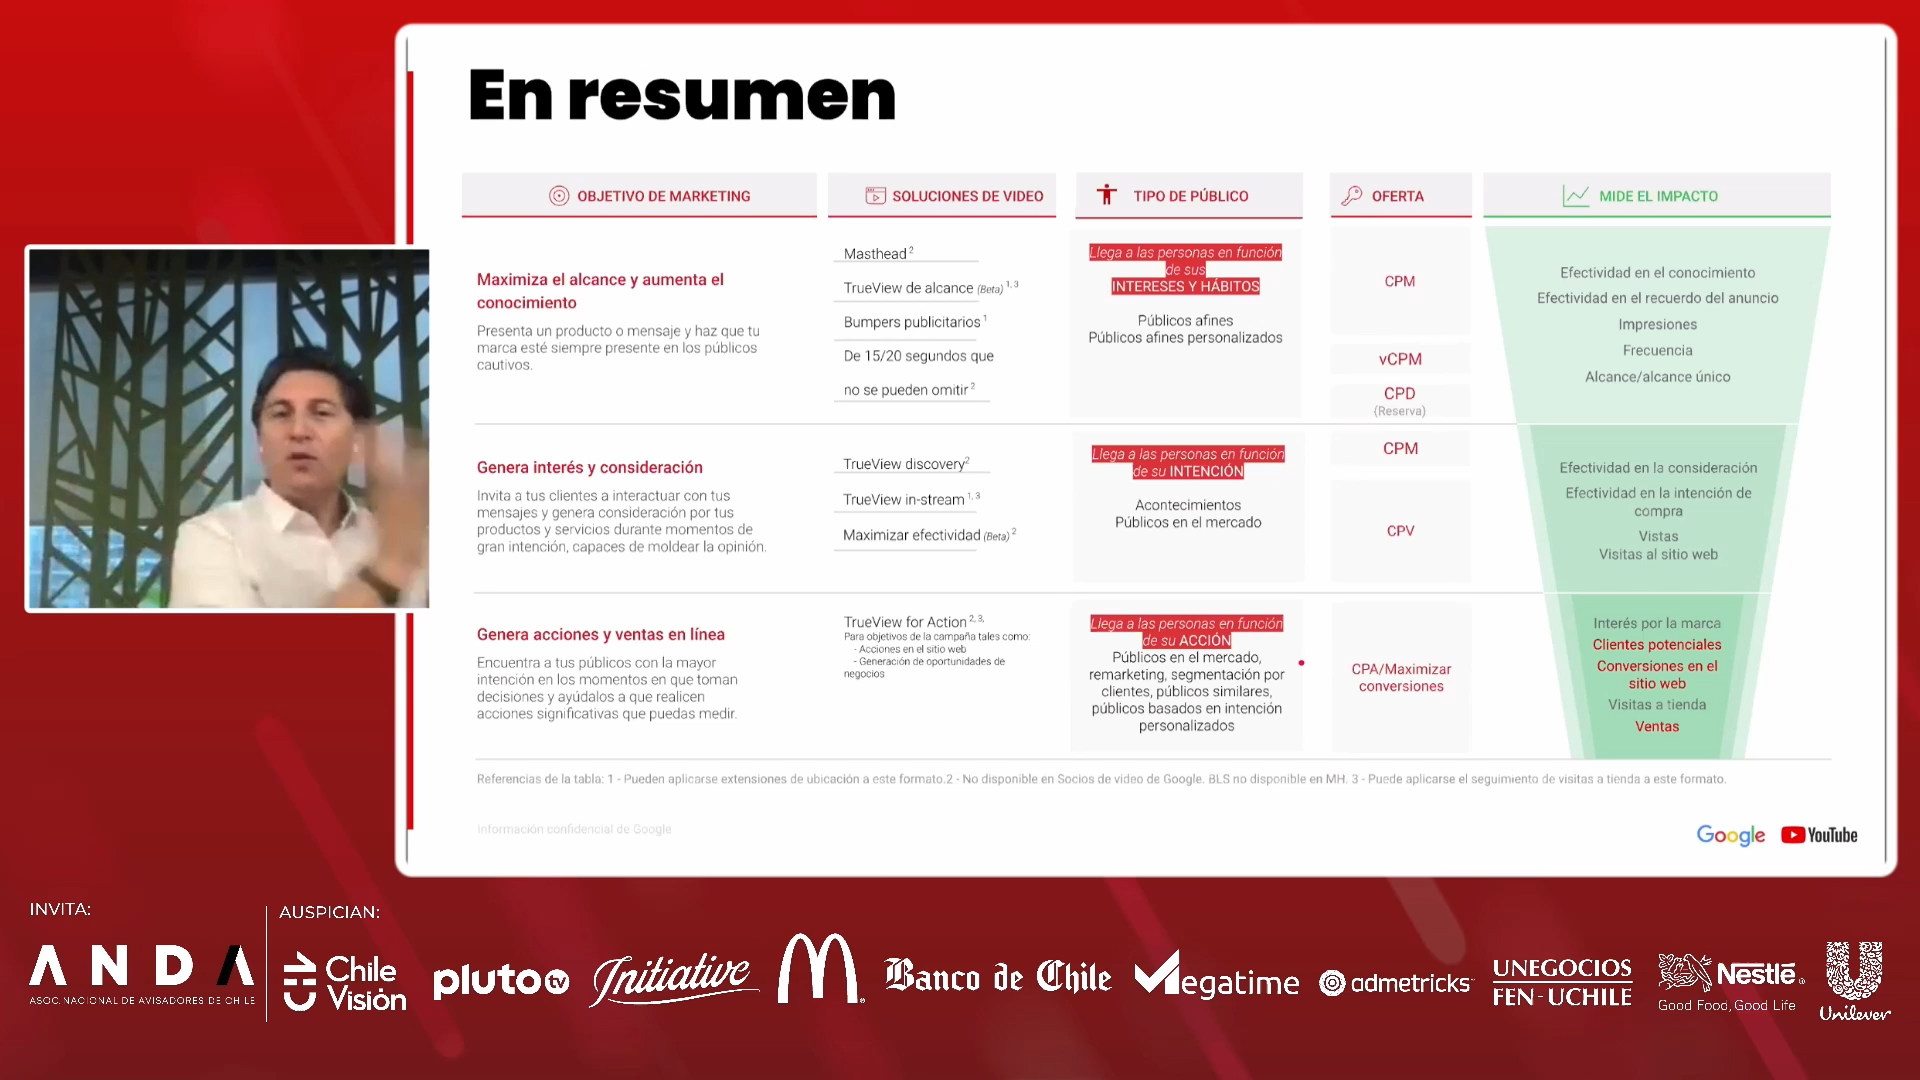 En resumen
OBJETIVO DE MARKETING
SOLUCIONES DE VIDEO
TIPO DE PÚBLICO
OFERTA
MIDE EL IMPACTO
Maximiza el alcance y aumenta el
conocimiento
Presenta un producto o mensaje y haz que tu
marca esté siempre presente en los públicos
cautivos.
Masthead 2
TrueView de alcance (Beta) 1, 3
Bumpers publicitarios 1
De 15/20 segundos que
no se pueden omitir 2
Llega a las personas en función
de sus
INTERESES Y HÁBITOS
Públicos afines
Públicos afines personalizados
CPM
vCPM
CPD
(Reserva)
Efectividad en el conocimiento
Efectividad en el recuerdo del anuncio
Impresiones
Frecuencia
Alcance/alcance único
Genera interés y consideración
Invita a tus clientes a interactuar con tus
mensajes y genera consideración por tus
productos y servicios durante momentos de
gran intención, capaces de moldear la opinión.
TrueView discovery 2
TrueView in-stream 1, 3
Maximizar efectividad (Beta) 2
Llega a las personas en función
de su INTENCIÓN
Acontecimientos
Públicos en el mercado
CPM
CPV
Efectividad en la consideración
Efectividad en la intención de
compra
Vistas
Visitas al sitio web
Genera acciones y ventas en línea
Encuentra a tus públicos con la mayor
intención en los momentos en que toman
decisiones y ayúdalos a que realicen
acciones significativas que puedas medir.
TrueView for Action 2, 3,
Para objetivos de la campaña tales como:
- Acciones en el sitio web
- Generación de oportunidades de
negocios
Llega a las personas en función
de su ACCIÓN
Públicos en el mercado,
remarketing, segmentación por
clientes, públicos similares,
públicos basados en intención
personalizados
CPA/Maximizar
conversiones
Interés por la marca
Clientes potenciales
Conversiones en el
sitio web
Visitas a tienda
Ventas
Referencias de la tabla: 1 - Pueden aplicarse extensiones de ubicación a este formato.2 - No disponible en Socios de video de Google. BLS no disponible en MH. 3 - Puede aplicarse el seguimiento de visitas a tienda a este formato.
Información confidencial de Google
Google YouTube
INVITA:
ANDA
ASOC. NACIONAL DE AVISADORES DE CHILE
AUSPICIAN:
CHV Chile
Visión
pluto tv
Initiative
Banco de Chile
Megatime
admetricks
UNEGOCIOS
FEN - UCHILE
Nestlé
Good Food, Good Life
Unilever